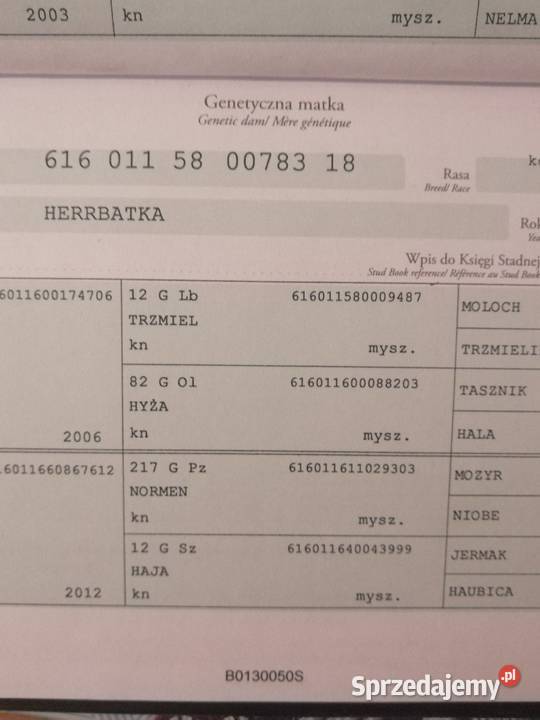 2003 kn mysz. NELMA
Genetyczna matka
Genetic dam/ Mère génétique
616 011 58 00783 18
Rasa
Breed/ Race
HERRBATKA
Wpis do Księgi Stadnej
Stud Book reference/ Référence au Stud Book
6011600174706 12 G Lb 616011580009487 MOLOCH
TRZMIEL
kn mysz. TRZMIELI
82 G Ol 616011600088203 TASZNIK
HYŻA
2006 kn mysz. HALA
6011660867612 217 G Pz 616011611029303 MOZYR
NORMEN
kn mysz. NIOBE
12 G Sz 616011640043999 JERMAK
HAJA
2012 kn mysz. HAUBICA
B0130050S
Sprzedajemy.pl